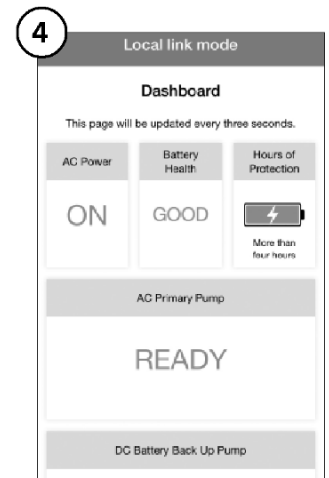 4
Local link mode
Dashboard
This page will be updated every three seconds.
AC Power
Battery
Health
Hours of
Protection
ON
GOOD
More than
four hours
AC Primary Pump
READY
DC Battery Back Up Pump